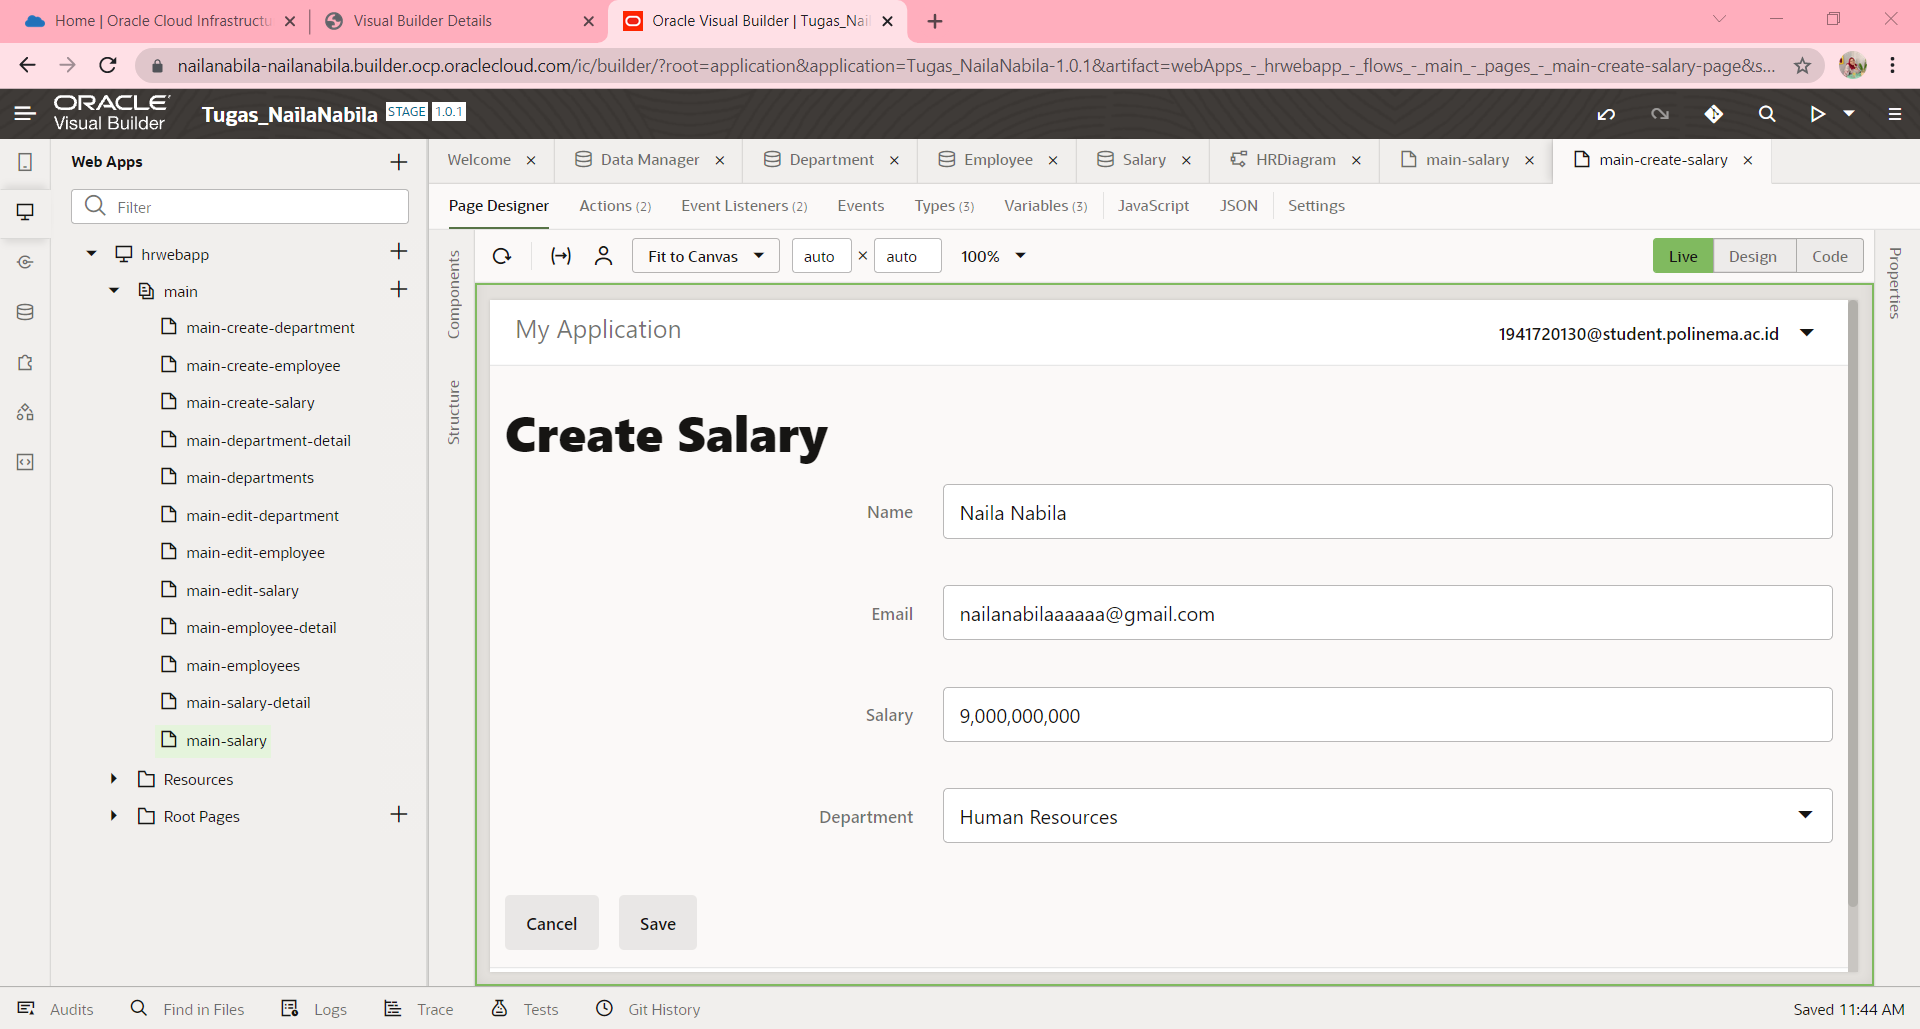 Home | Oracle Cloud Infrastructu
Visual Builder Details
Oracle Visual Builder | Tugas_Nail
nailanabila-nailanabila.builder.ocp.oraclecloud.com/ic/builder/?root=application&application=Tugas_NailaNabila-1.0.1&artifact=webApps_-_hrwebapp_-_flows_-_main_-_pages_-_main-create-salary-page&s...
ORACLE
Visual Builder
Tugas_NailaNabila STAGE 1.0.1
Web Apps
Filter
hrwebapp
main
main-create-department
main-create-employee
main-create-salary
main-department-detail
main-departments
main-edit-department
main-edit-employee
main-edit-salary
main-employee-detail
main-employees
main-salary-detail
main-salary
Resources
Root Pages
Welcome
Data Manager
Department
Employee
Salary
HRDiagram
main-salary
main-create-salary
Page Designer
Actions (2)
Event Listeners (2)
Events
Types (3)
Variables (3)
JavaScript
JSON
Settings
Components
Structure
Fit to Canvas
auto × auto
100%
Live
Design
Code
Properties
My Application
1941720130@student.polinema.ac.id
Create Salary
Name
Naila Nabila
Email
nailanabilaaaaaa@gmail.com
Salary
9,000,000,000
Department
Human Resources
Cancel
Save
Audits
Find in Files
Logs
Trace
Tests
Git History
Saved 11:44 AM